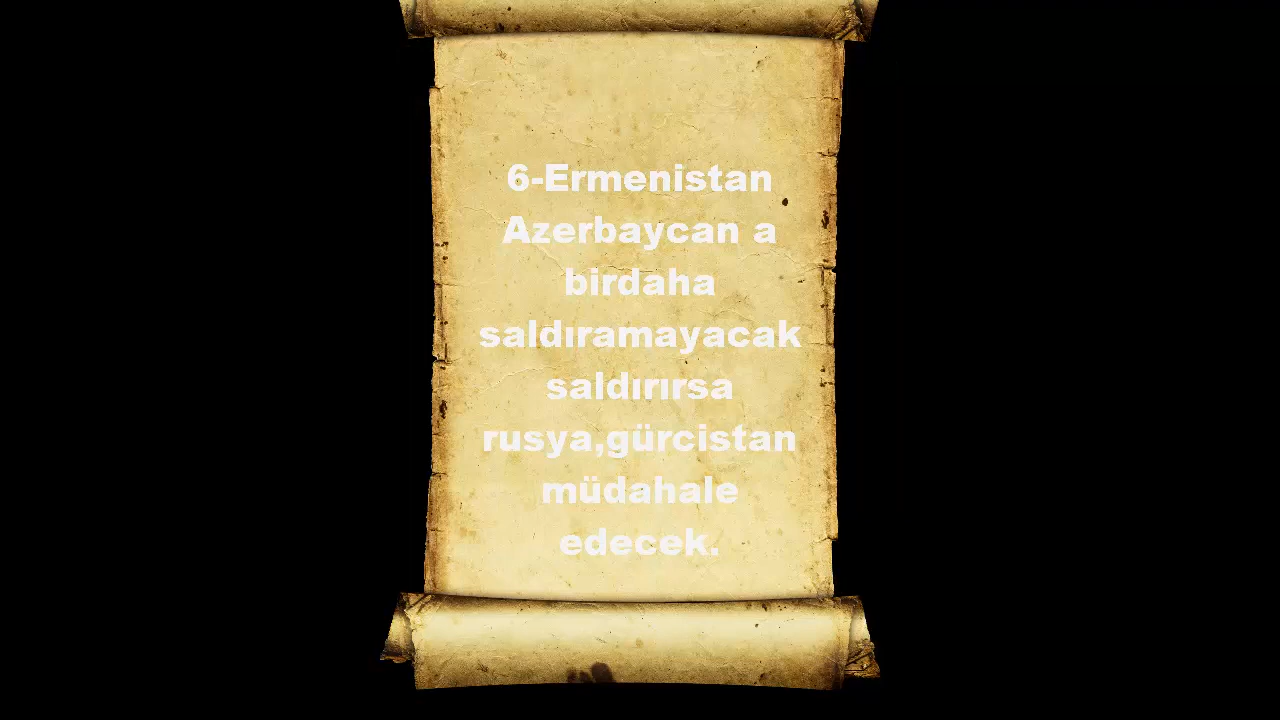 6-Ermenistan
Azerbaycan a
birdaha
saldıramayacak
saldırırsa
rusya,gürcistan
müdahale
edecek.